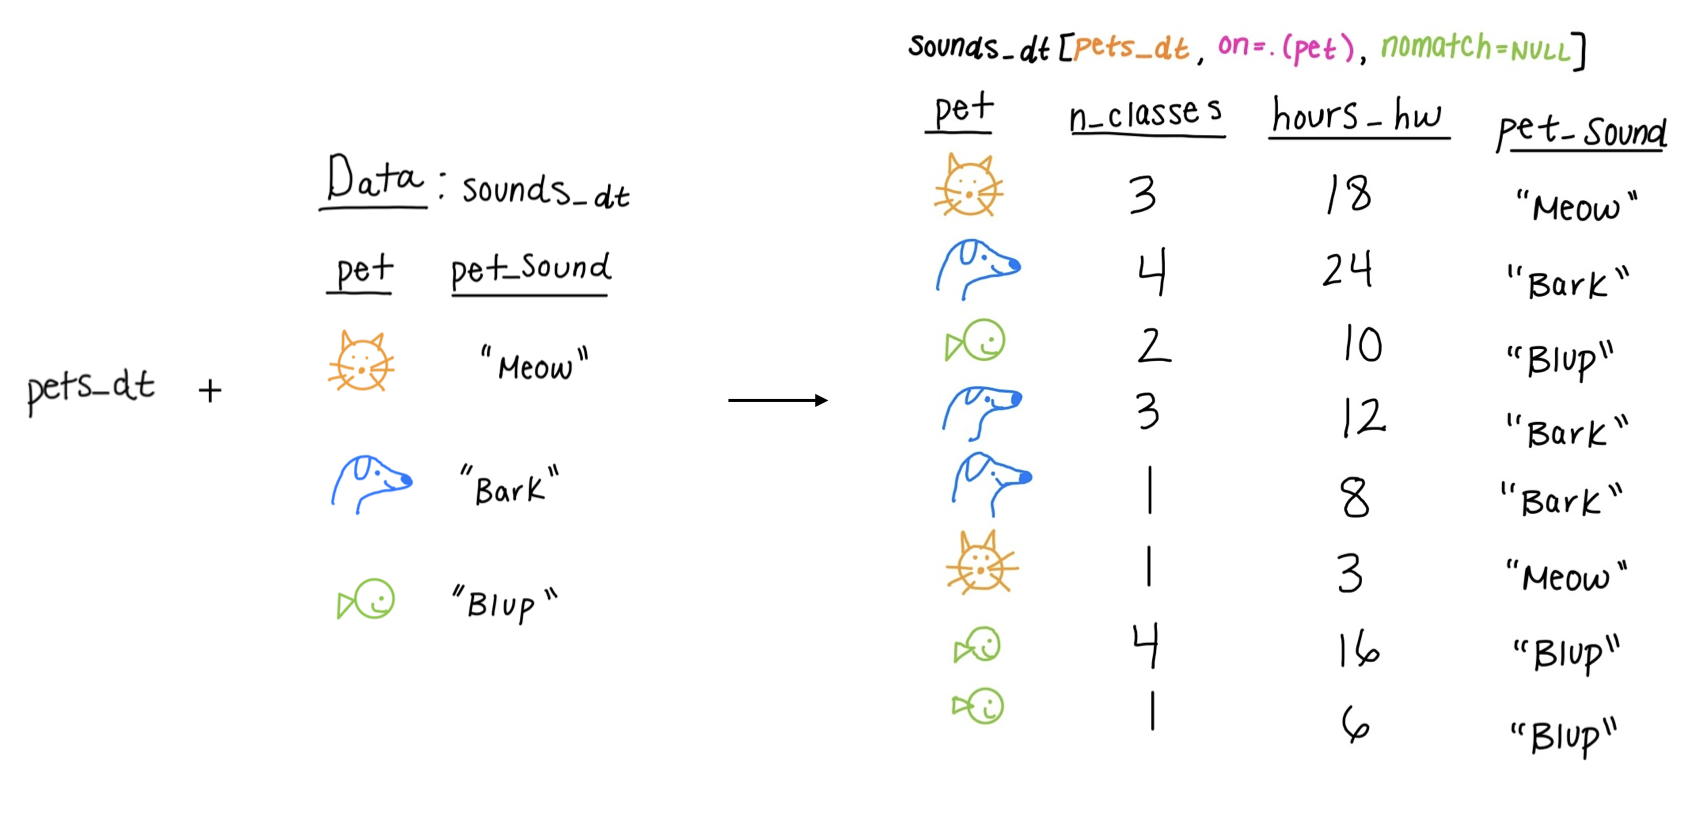 sounds_dt [pets_dt, on=.(pet), nomatch=NULL]
Data: sounds_dt
pet pet_sound
"Meow"
"Bark"
"Blup"
pets_dt +
pet n_classes hours_hw pet_sound
3 18 "Meow"
4 24 "Bark"
2 10 "Blup"
3 12 "Bark"
1 8 "Bark"
1 3 "Meow"
4 16 "Blup"
1 6 "Blup"